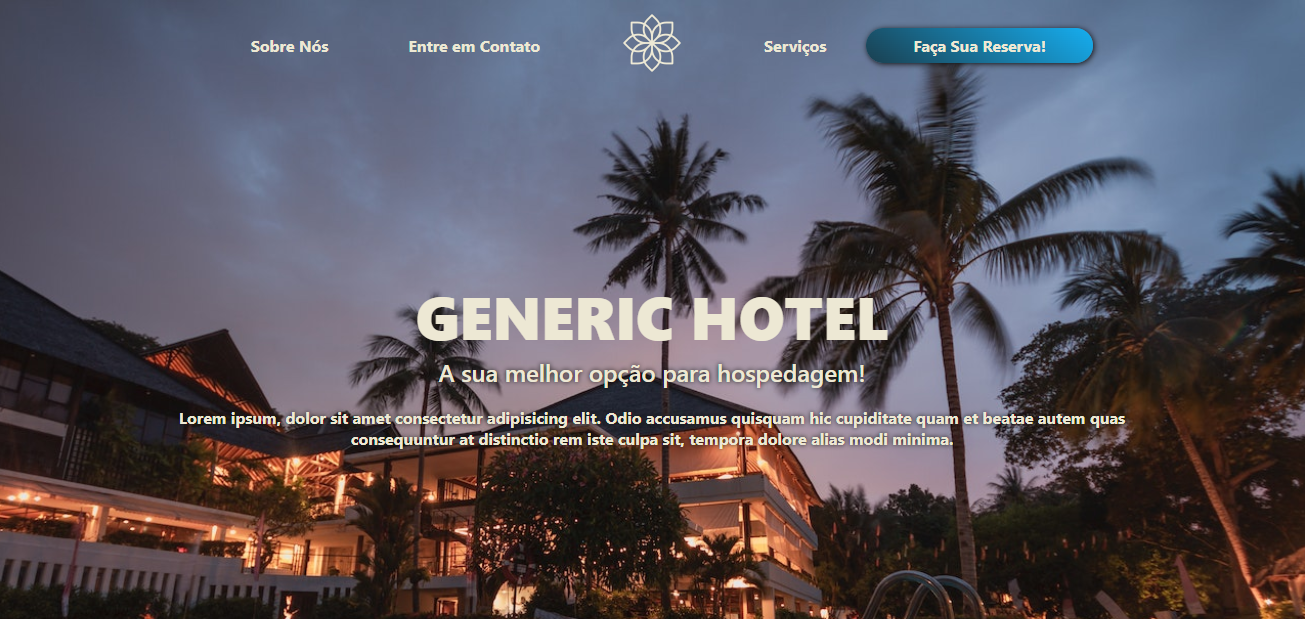 Sobre Nós
Entre em Contato
Serviços
Faça Sua Reserva!
GENERIC HOTEL
A sua melhor opção para hospedagem!
Lorem ipsum, dolor sit amet consectetur adipisicing elit. Odio accusamus quisquam hic cupiditate quam et beatae autem quas
consequuntur at distinctio rem iste culpa sit, tempora dolore alias modi minima.